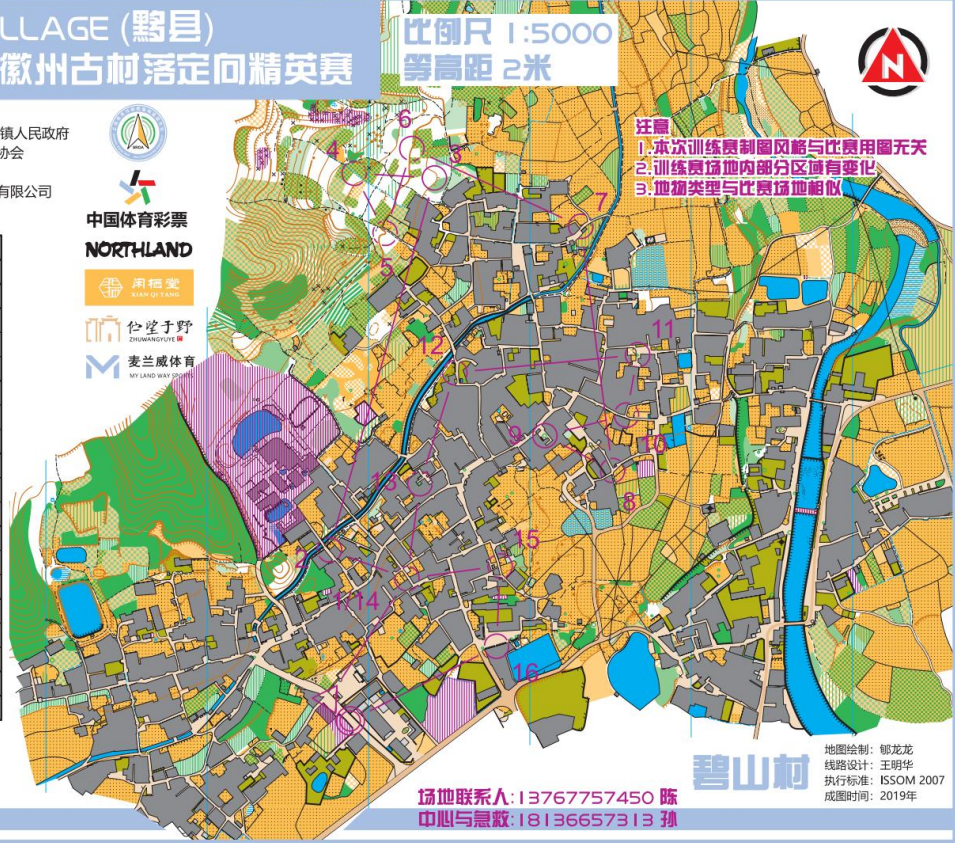 LLAGE (黟县)
徽州古村落定向精英赛
比例尺 1:5000
等高距 2米
N
镇人民政府
协会
有限公司
中国体育彩票
NORTHLAND
闲栖堂
XIAN QI TANG
伫望于野
ZHUWANGYUYE
麦兰威体育
MY LAND WAY SPORTS
注意
1.本次训练赛制图风格与比赛用图无关
2.训练赛场地内部分区域有变化
3.地物类型与比赛场地相似
6
4
3
7
5
12
11
9
10
13
8
15
2
1/14
16
碧山村
地图绘制：郇龙龙
线路设计：王明华
执行标准：ISSOM 2007
成图时间：2019年
场地联系人:13767757450 陈
中心与急救:18136657313 孙